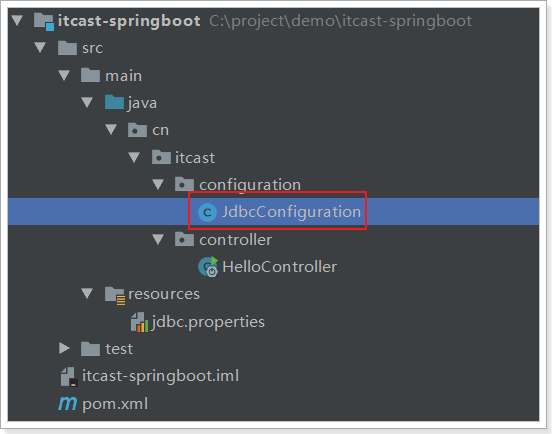 itcast-springboot C:\project\demo\itcast-springboot
src
main
java
cn
itcast
configuration
JdbcConfiguration
controller
HelloController
resources
jdbc.properties
test
itcast-springboot.iml
pom.xml